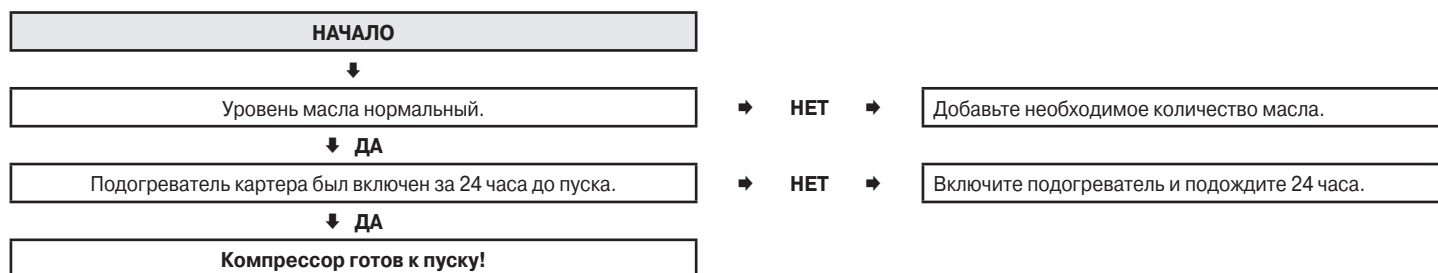 НАЧАЛО
Уровень масла нормальный.
НЕТ
Добавьте необходимое количество масла.
ДА
Подогреватель картера был включен за 24 часа до пуска.
НЕТ
Включите подогреватель и подождите 24 часа.
ДА
Компрессор готов к пуску!